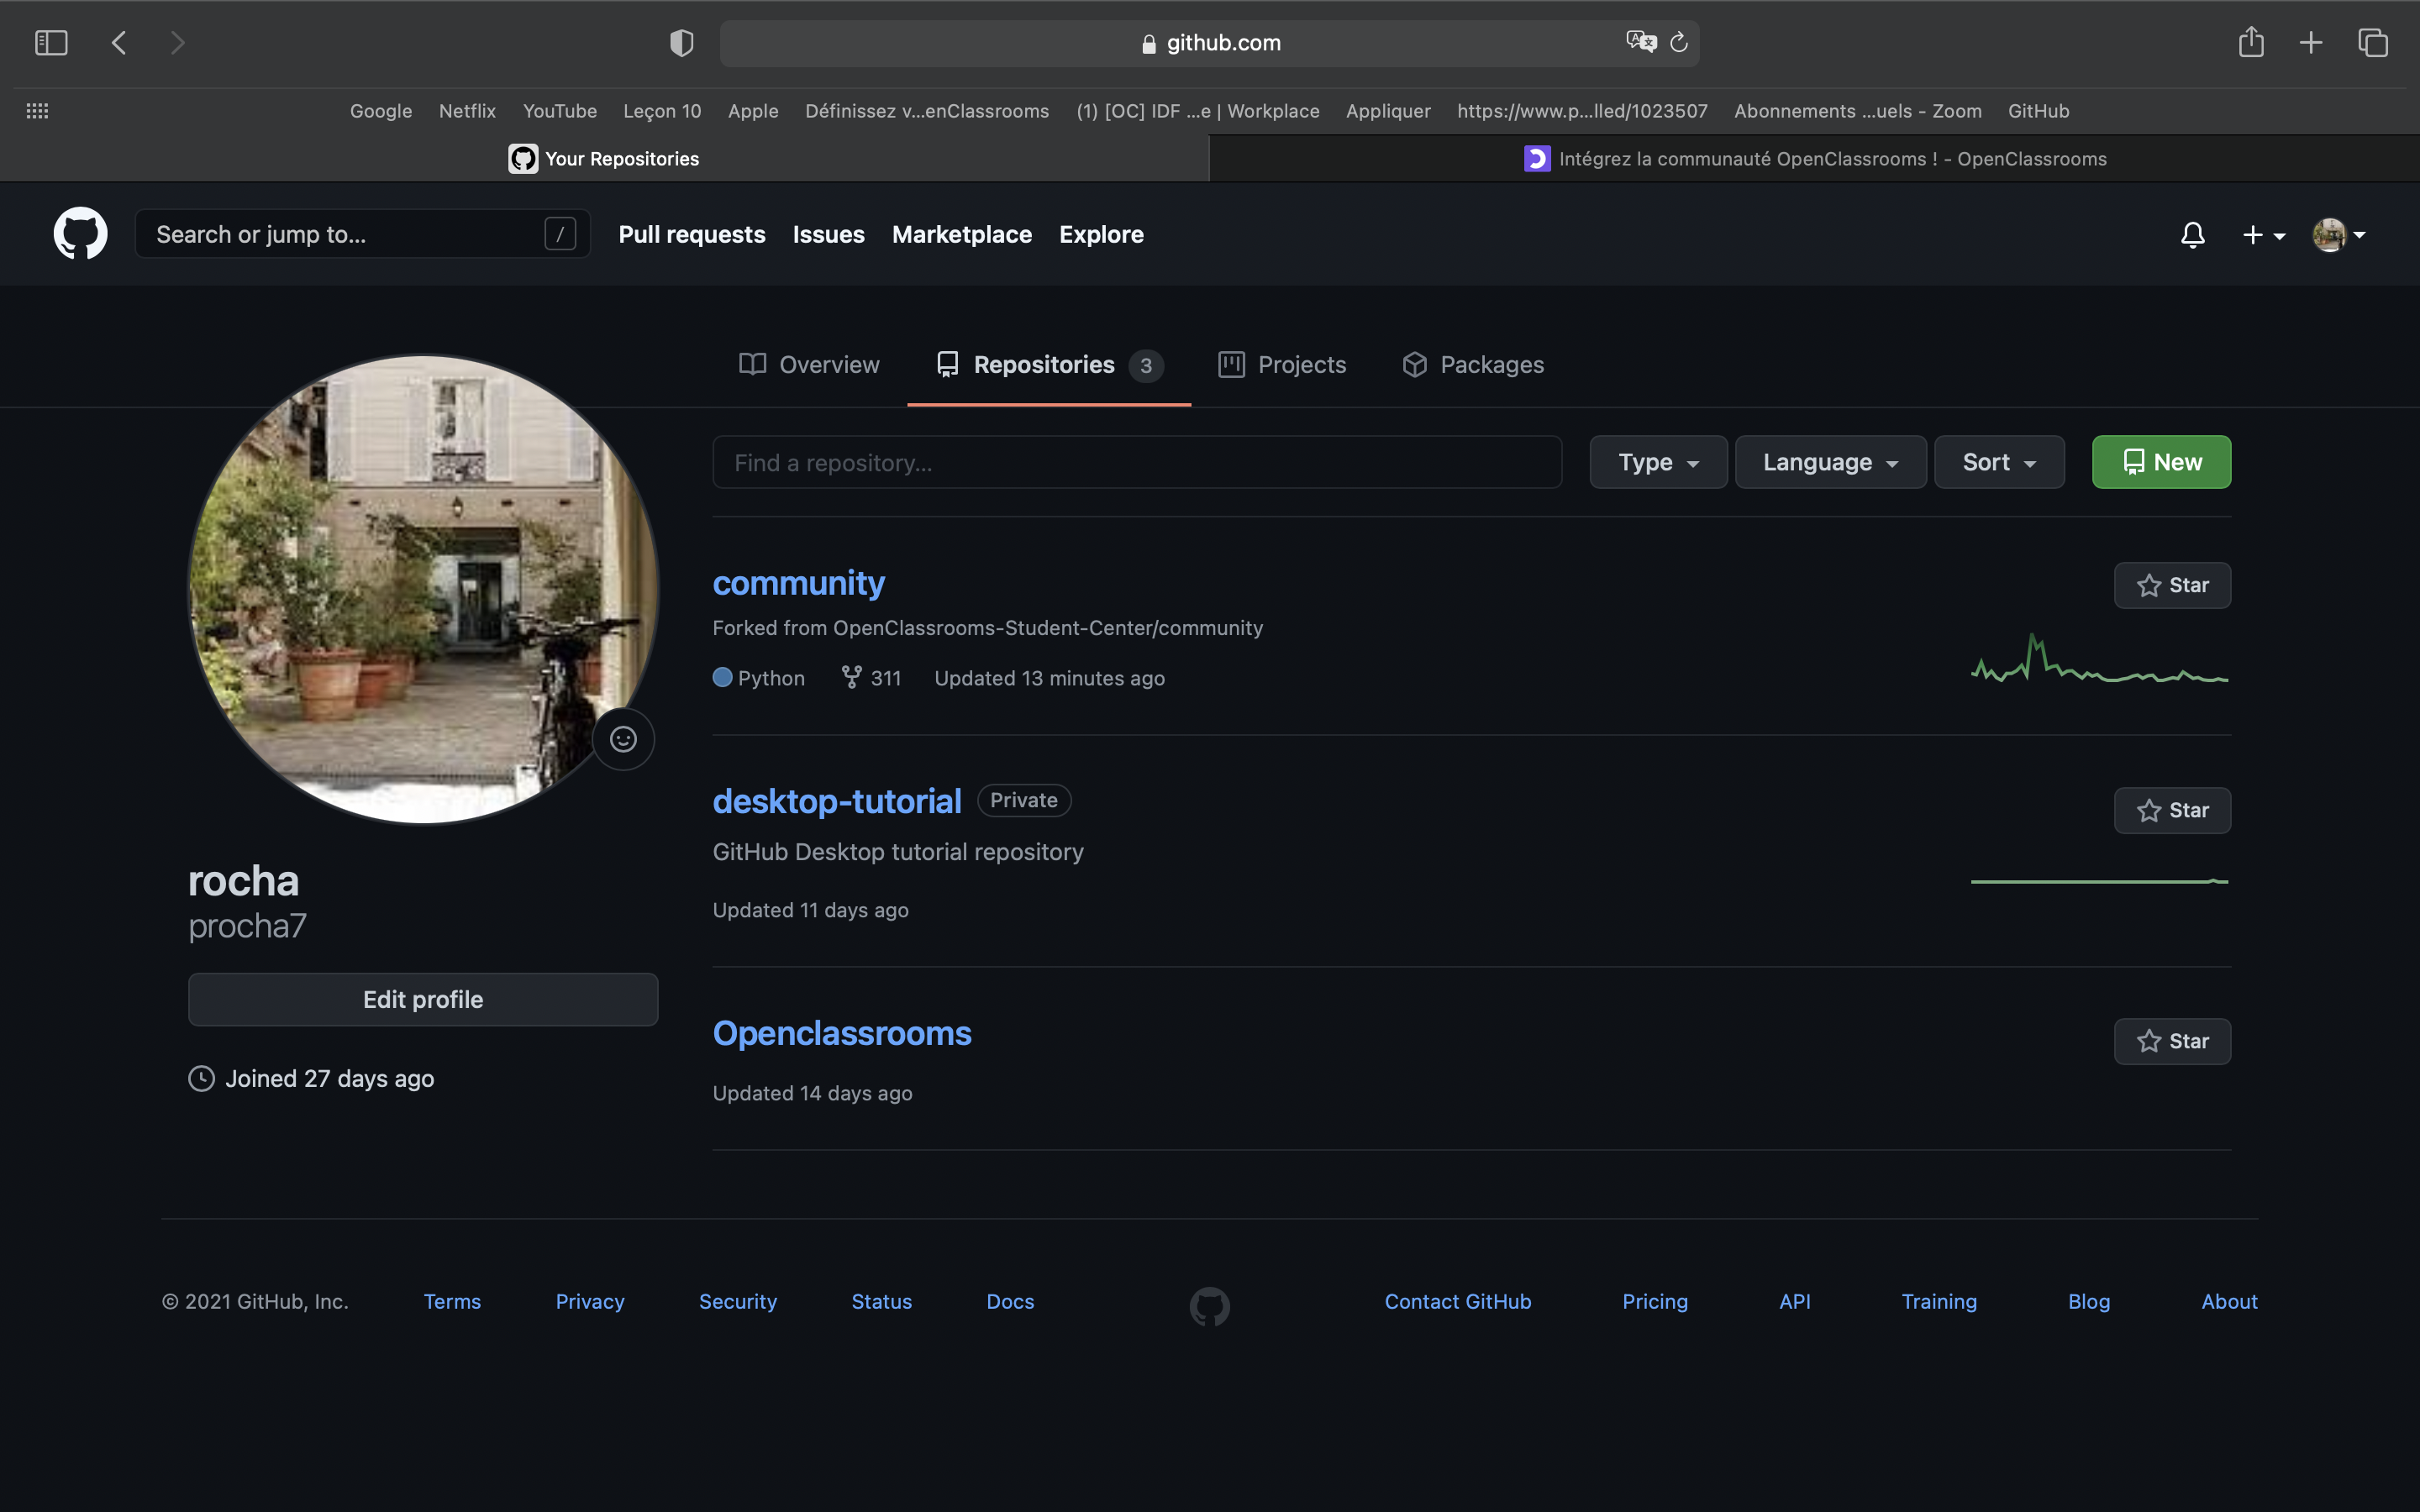 github.com
Google Netflix YouTube Leçon 10 Apple Définissez v...enClassrooms (1) [OC] IDF ...e | Workplace Appliquer https://www.p...lled/1023507 Abonnements ...uels - Zoom GitHub
Your Repositories Intégrez la communauté OpenClassrooms ! - OpenClassrooms
Search or jump to... / Pull requests Issues Marketplace Explore
Overview Repositories 3 Projects Packages
Find a repository... Type Language Sort New
community Star
Forked from OpenClassrooms-Student-Center/community
Python 311 Updated 13 minutes ago
desktop-tutorial Private Star
GitHub Desktop tutorial repository
Updated 11 days ago
rocha
procha7
Edit profile
Joined 27 days ago
Openclassrooms Star
Updated 14 days ago
© 2021 GitHub, Inc. Terms Privacy Security Status Docs Contact GitHub Pricing API Training Blog About